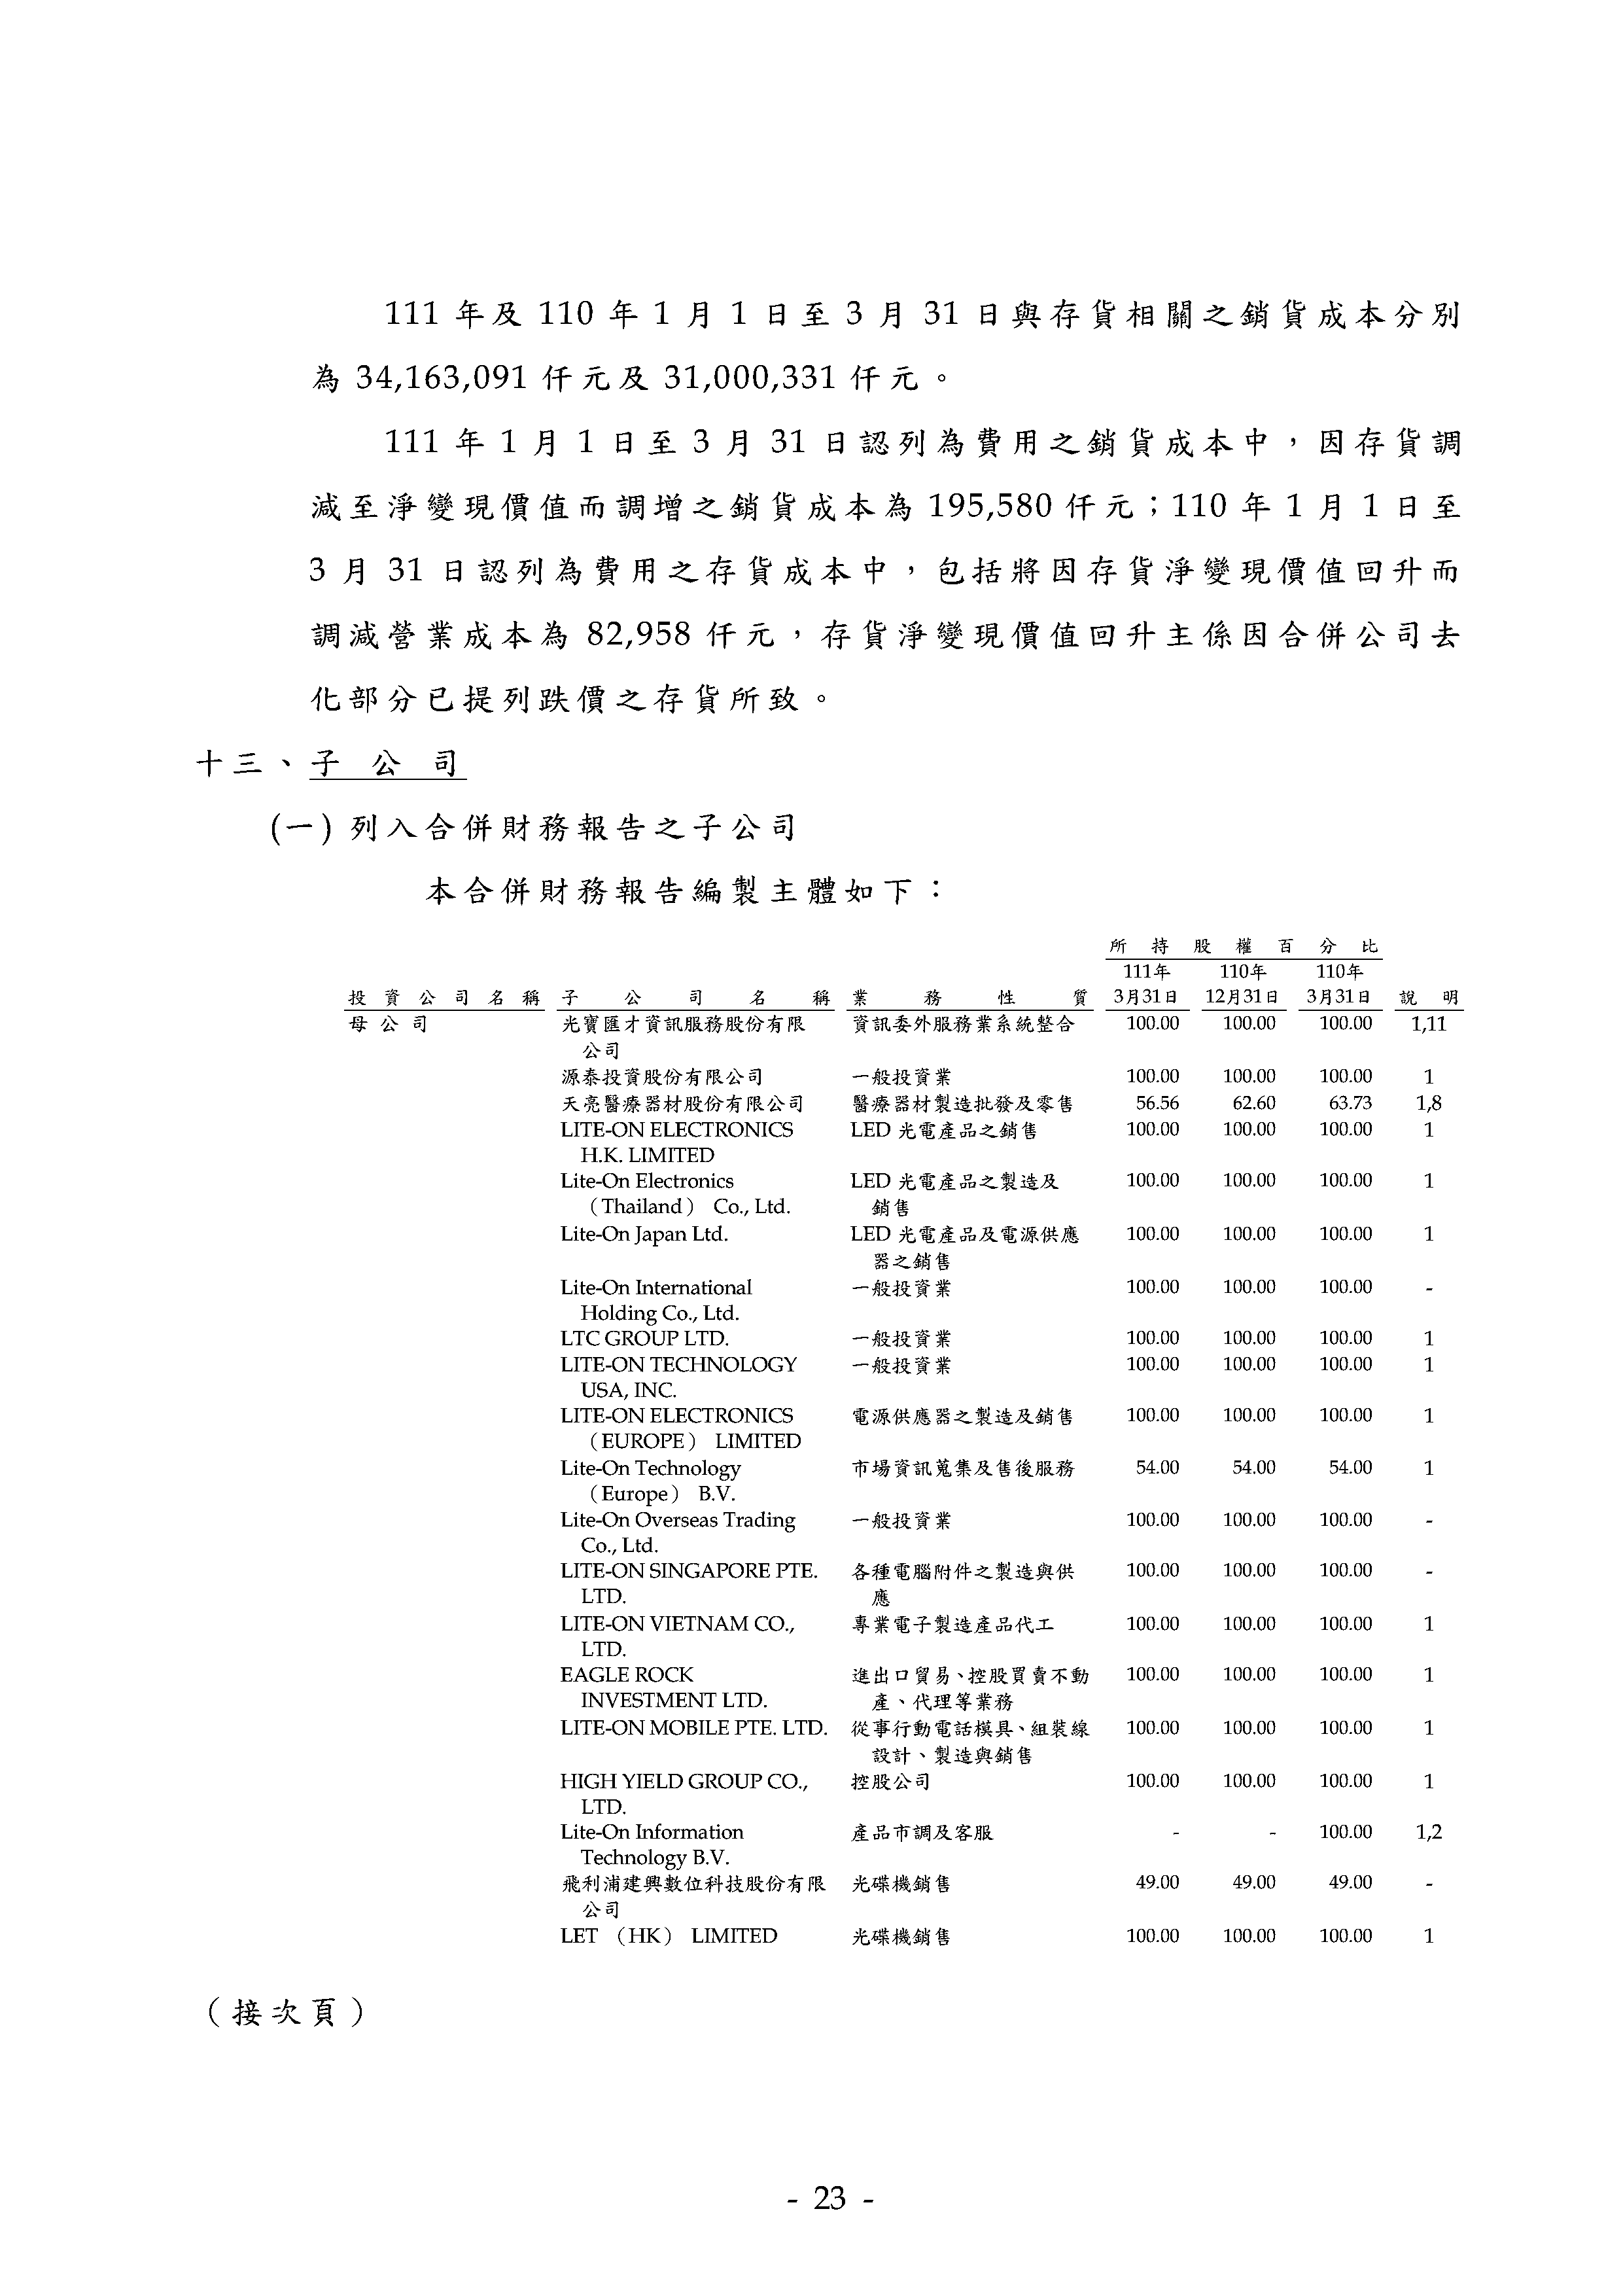 111 年及 110 年 1 月 1 日至 3 月 31 日與存貨相關之銷貨成本分別
為 34,163,091 仟元及 31,000,331 仟元。
111 年 1 月 1 日至 3 月 31 日認列為費用之銷貨成本中，因存貨調
減至淨變現價值而調增之銷貨成本為 195,580 仟元；110 年 1 月 1 日至
3 月 31 日認列為費用之存貨成本中，包括將因存貨淨變現價值回升而
調減營業成本為 82,958 仟元，存貨淨變現價值回升主係因合併公司去
化部分已提列跌價之存貨所致。
十三、子公司
(一) 列入合併財務報告之子公司
本合併財務報告編製主體如下：
所持股權百分比
111年 110年 110年
投資公司名稱 子公司名稱 業務性質 3月31日 12月31日 3月31日 說明
母公司 光寶匯才資訊服務股份有限 資訊委外服務業系統整合 100.00 100.00 100.00 1,11
公司
源泰投資股份有限公司 一般投資業 100.00 100.00 100.00 1
天亮醫療器材股份有限公司 醫療器材製造批發及零售 56.56 62.60 63.73 1,8
LITE-ON ELECTRONICS LED 光電產品之銷售 100.00 100.00 100.00 1
H.K. LIMITED
Lite-On Electronics LED 光電產品之製造及 100.00 100.00 100.00 1
（Thailand） Co., Ltd. 銷售
Lite-On Japan Ltd. LED 光電產品及電源供應 100.00 100.00 100.00 1
器之銷售
Lite-On International 一般投資業 100.00 100.00 100.00 -
Holding Co., Ltd.
LTC GROUP LTD. 一般投資業 100.00 100.00 100.00 1
LITE-ON TECHNOLOGY 一般投資業 100.00 100.00 100.00 1
USA, INC.
LITE-ON ELECTRONICS 電源供應器之製造及銷售 100.00 100.00 100.00 1
（EUROPE） LIMITED
Lite-On Technology 市場資訊蒐集及售後服務 54.00 54.00 54.00 1
（Europe） B.V.
Lite-On Overseas Trading 一般投資業 100.00 100.00 100.00 -
Co., Ltd.
LITE-ON SINGAPORE PTE. 各種電腦附件之製造與供 100.00 100.00 100.00 -
LTD. 應
LITE-ON VIETNAM CO., 專業電子製造產品代工 100.00 100.00 100.00 1
LTD.
EAGLE ROCK 進出口貿易、控股買賣不動 100.00 100.00 100.00 1
INVESTMENT LTD. 產、代理等業務
LITE-ON MOBILE PTE. LTD. 從事行動電話模具、組裝線 100.00 100.00 100.00 1
設計、製造與銷售
HIGH YIELD GROUP CO., 控股公司 100.00 100.00 100.00 1
LTD.
Lite-On Information 產品市調及客服 - - 100.00 1,2
Technology B.V.
飛利浦建興數位科技股份有限 光碟機銷售 49.00 49.00 49.00 -
公司
LET （HK） LIMITED 光碟機銷售 100.00 100.00 100.00 1
（接次頁）
- 23 -